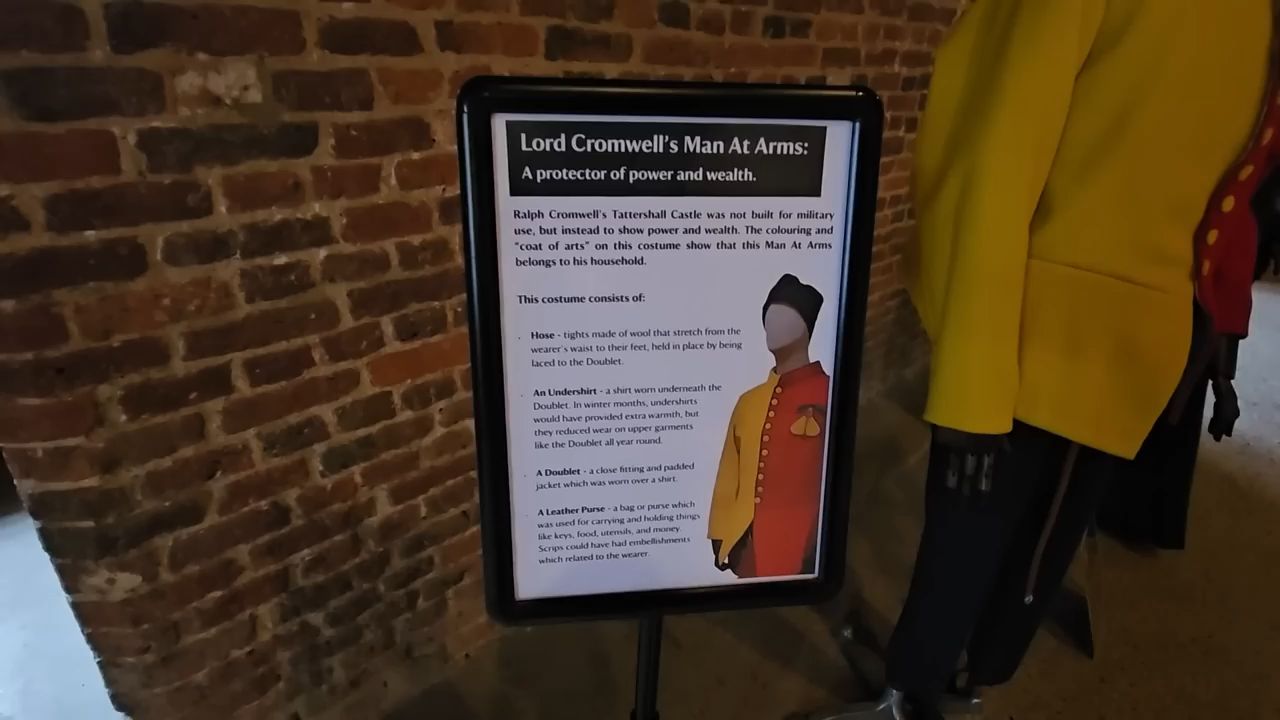 Lord Cromwell's Man At Arms:
A protector of power and wealth.
Ralph Cromwell's Tattershall Castle was not built for military
use, but instead to show power and wealth. The colouring and
"coat of arts" on this costume show that this Man At Arms
belongs to his household.
This costume consists of:
Hose - tights made of wool that stretch from the
wearer's waist to their feet, held in place by being
laced to the Doublet.
An Undershirt - a shirt worn underneath the
Doublet. In winter months, undershirts
would have provided extra warmth, but
they reduced wear on upper garments
like the Doublet all year round.
A Doublet - a close fitting and padded
jacket which was worn over a shirt.
A Leather Purse - a bag or purse which
was used for carrying and holding things
like keys, food, utensils, and money.
Scrips could have had embellishments
which related to the wearer.